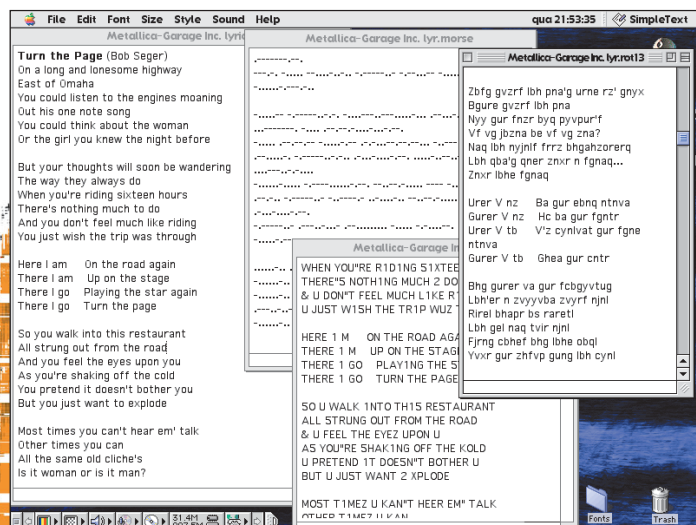 File Edit Font Size Style Sound Help
qua 21:53:35 SimpleText
Metallica-Garage Inc.
Turn the Page (Bob Seger)
On a long and lonesome highway
East of Omaha
You could listen to the engines moaning
Out his one note song
You could think about the woman
Or the girl you knew the night before
But your thoughts will soon be wandering
The way they always do
When you're riding sixteen hours
There's nothing much to do
And you don't feel much like riding
You just wish the trip was through
Here I am On the road again
There I am Up on the stage
There I go Playing the star again
There I go Turn the page
So you walk into this restaurant
All strung out from the road
And you feel the eyes upon you
As you're shaking off the cold
You pretend it doesn't bother you
But you just want to explode
Most times you can't hear em' talk
Other times you can
All the same old cliche's
Is it woman or is it man?
Metallica-Garage Inc. lyr.morse
Metallica-Garage In
WHEN YOU"RE R1D1NG S1XTEE
THERE"S NOTH1NG MUCH 2 DO
& U DON"T FEEL MUCH L1KE R1
U JUST W1SH THE TR1P WUZ T
HERE 1 M ON THE ROAD AGA
THERE 1 M UP ON THE STAG
THERE 1 GO PLAY1NG THE S
THERE 1 GO TURN THE PAGE
SO U WALK 1NTO TH1S RESTAURANT
ALL STRUNG OUT FROM THE ROAD
& U FEEL THE EYEZ UPON U
AS YOU"RE SHAK1NG OFF THE KOLD
U PRETEND 1T DOESN"T BOTHER U
BUT U JUST WANT 2 XPLODE
MOST T1MEZ U KAN"T HEER EM" TALK
OTHER T1MEZ U KAN
Metallica-Garage Inc. lyr.rot13
Zbfg gvzrf lbh pna'g urne rz' gnyx
Bgure gvzrf lbh pna
Nyy gur fnzr byq pyvpur'f
Vf vg jbzna be vf vg zna?
Naq lbh nyjnlf frrz bhgahzorerq
Lbh qba'g qner znxr n fgnaq...
Znxr lbhe fgnaq
Urer V nz Ba gur ebnq ntnva
Gurer V nz Hc ba gur fgntr
Urer V tb V'z cynlvat gur fgne
ntnva
Gurer V tb Ghea gur cntr
Bhg gurer va gur fcbgyvtug
Lbh'er n zvyyvba zvyrf njnl
Rirel bhapr bs raretl
Lbh gel naq tvir njnl
Fjrng cbhef bhg lbhe obql
Yvxr gur zhfvp gung lbh cynl
31.4M
Fonts
Trash